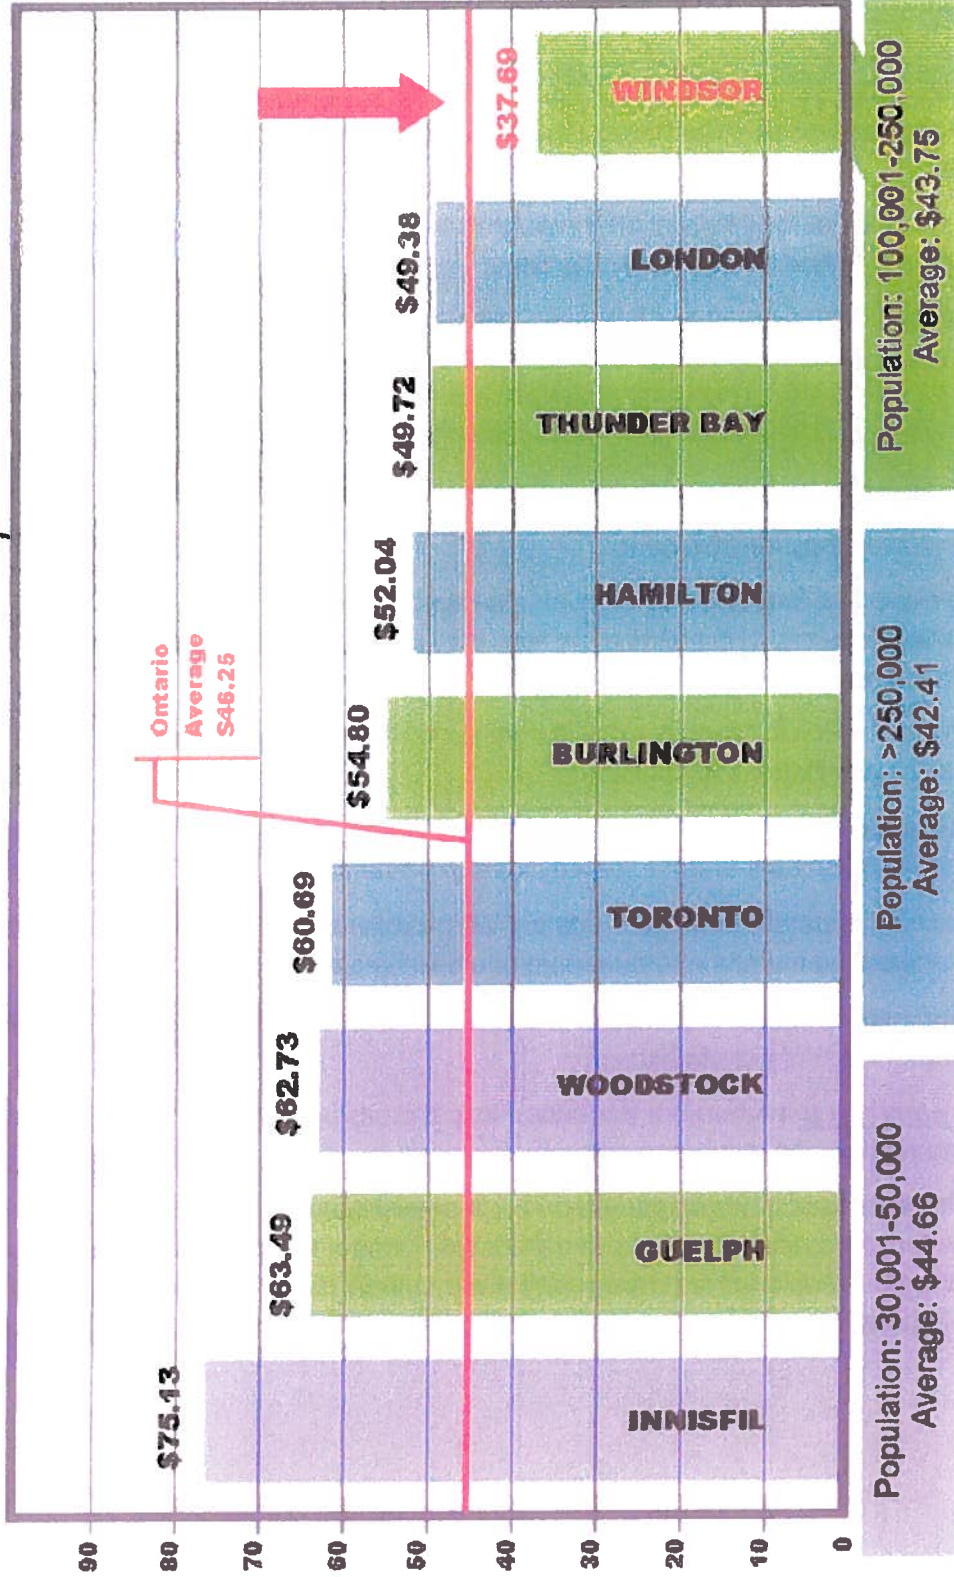 90
80
70
60
50
40
30
20
10
0
Ontario
Average
$46.25
$75.13
$63.49
$62.73
$60.69
$54.80
$52.04
$49.72
$49.38
$37.69
INNISFIL
GUELPH
WOODSTOCK
TORONTO
BURLINGTON
HAMILTON
THUNDER BAY
LONDON
WINDSOR
Population: 30,001-50,000
Average: $44.66
Population: >250,000
Average: $42.41
Population: 100,001-250,000
Average: $43.75